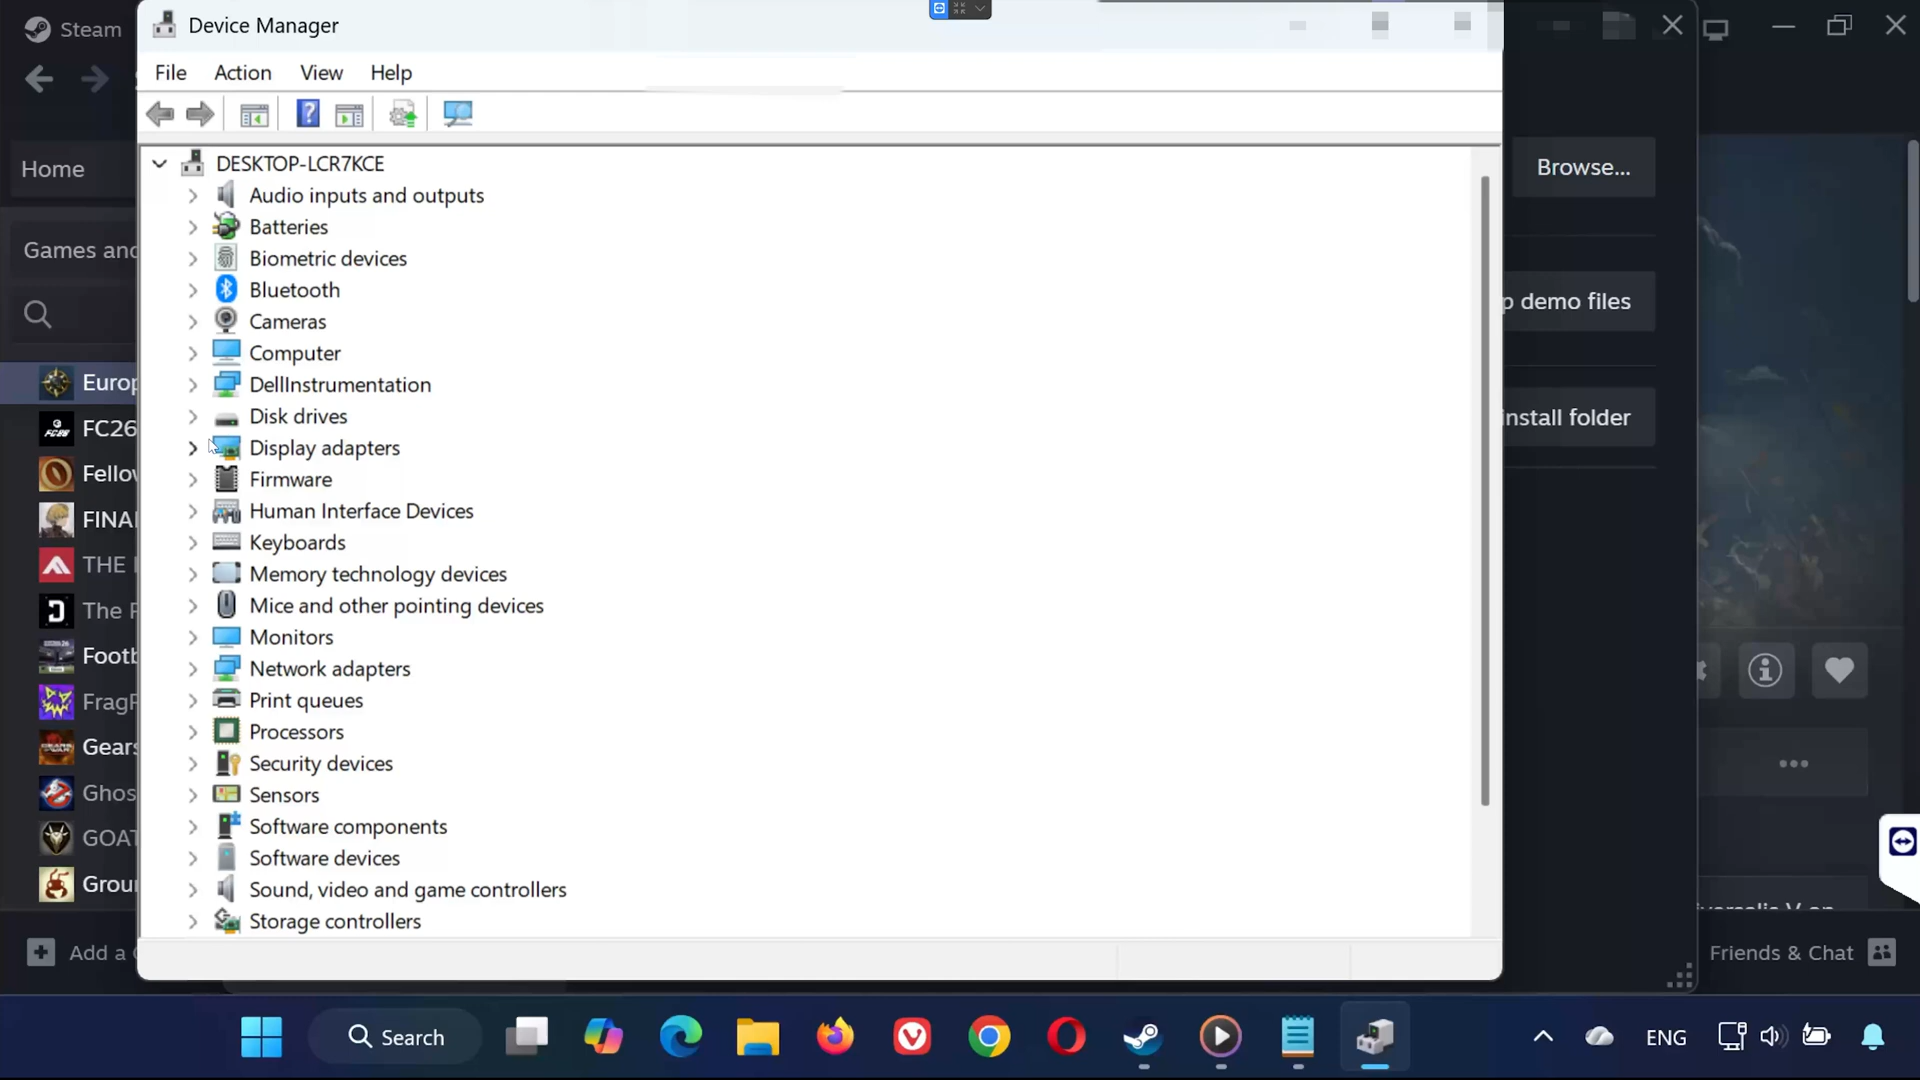 Steam
Device Manager
File Action View Help
DESKTOP-LCR7KCE
Home
Browse...
Audio inputs and outputs
Batteries
Games and
Biometric devices
Bluetooth
p demo files
Cameras
Computer
Europ
DellInstrumentation
Disk drives
install folder
FC26
Display adapters
Fellow
Firmware
FINA
Human Interface Devices
Keyboards
THE
Memory technology devices
The F
Mice and other pointing devices
Monitors
Footb
Network adapters
FragP
Print queues
Gears
Processors
Security devices
Ghos
Sensors
Software components
GOAT
Software devices
Grou
Sound, video and game controllers
Storage controllers
Add a
Friends & Chat
Search
ENG